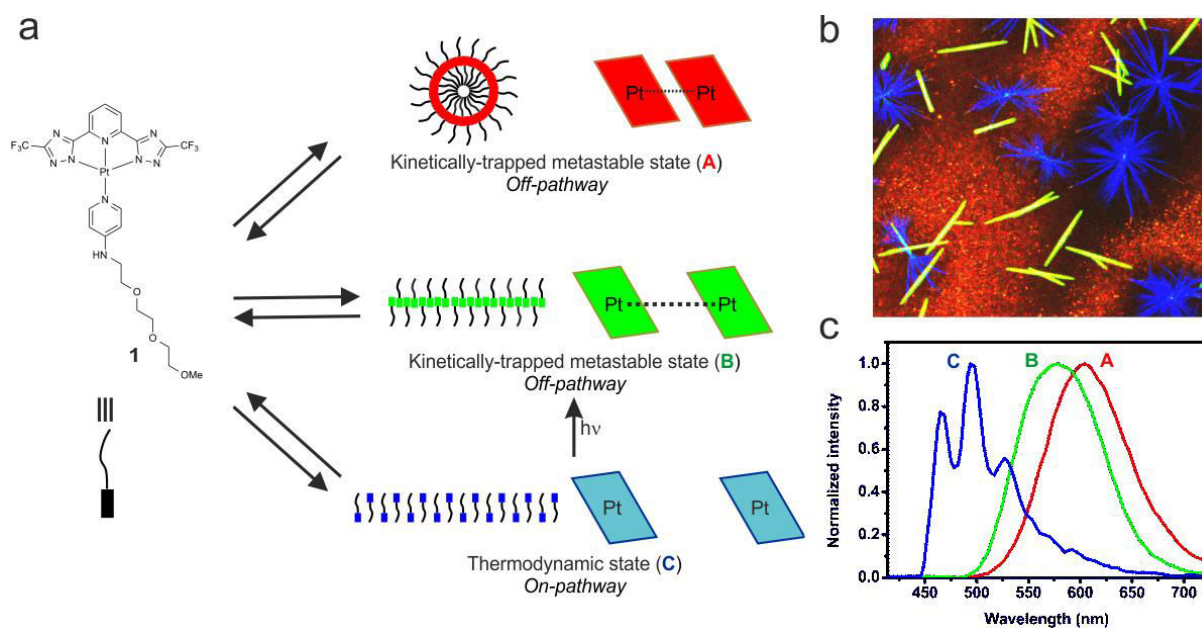 a
N
N
N
F₃C
CF₃
N
N
N
N
N
Pt
N
HN
O
O
O
OMe
1
Pt
Pt
Kinetically-trapped metastable state (A)
Off-pathway
Pt
Pt
Kinetically-trapped metastable state (B)
Off-pathway
hν
Pt
Pt
Thermodynamic state (C)
On-pathway
b
c
C
B
A
1.0
0.8
0.6
0.4
0.2
0.0
Normalized intensity
450
500
550
600
650
700
Wavelength (nm)